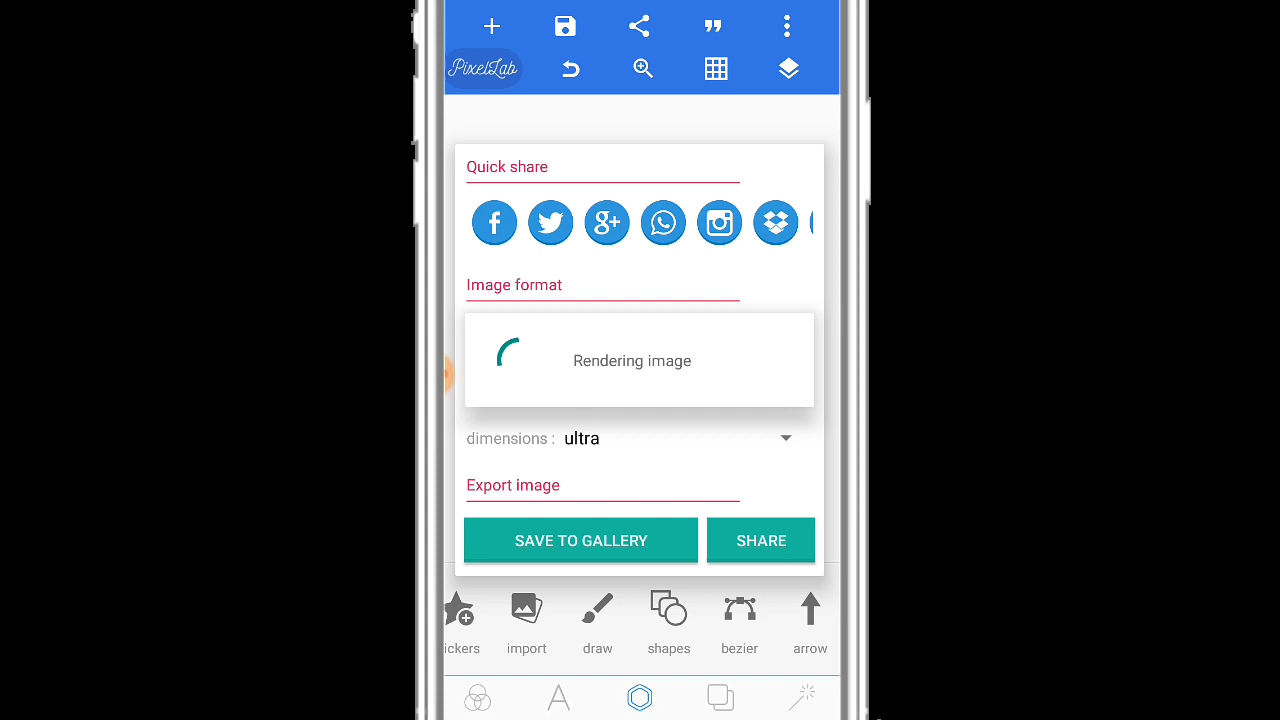 PixelLab
Quick share
Image format
Rendering image
dimensions : ultra
Export image
SAVE TO GALLERY SHARE
ickers import draw shapes bezier arrow